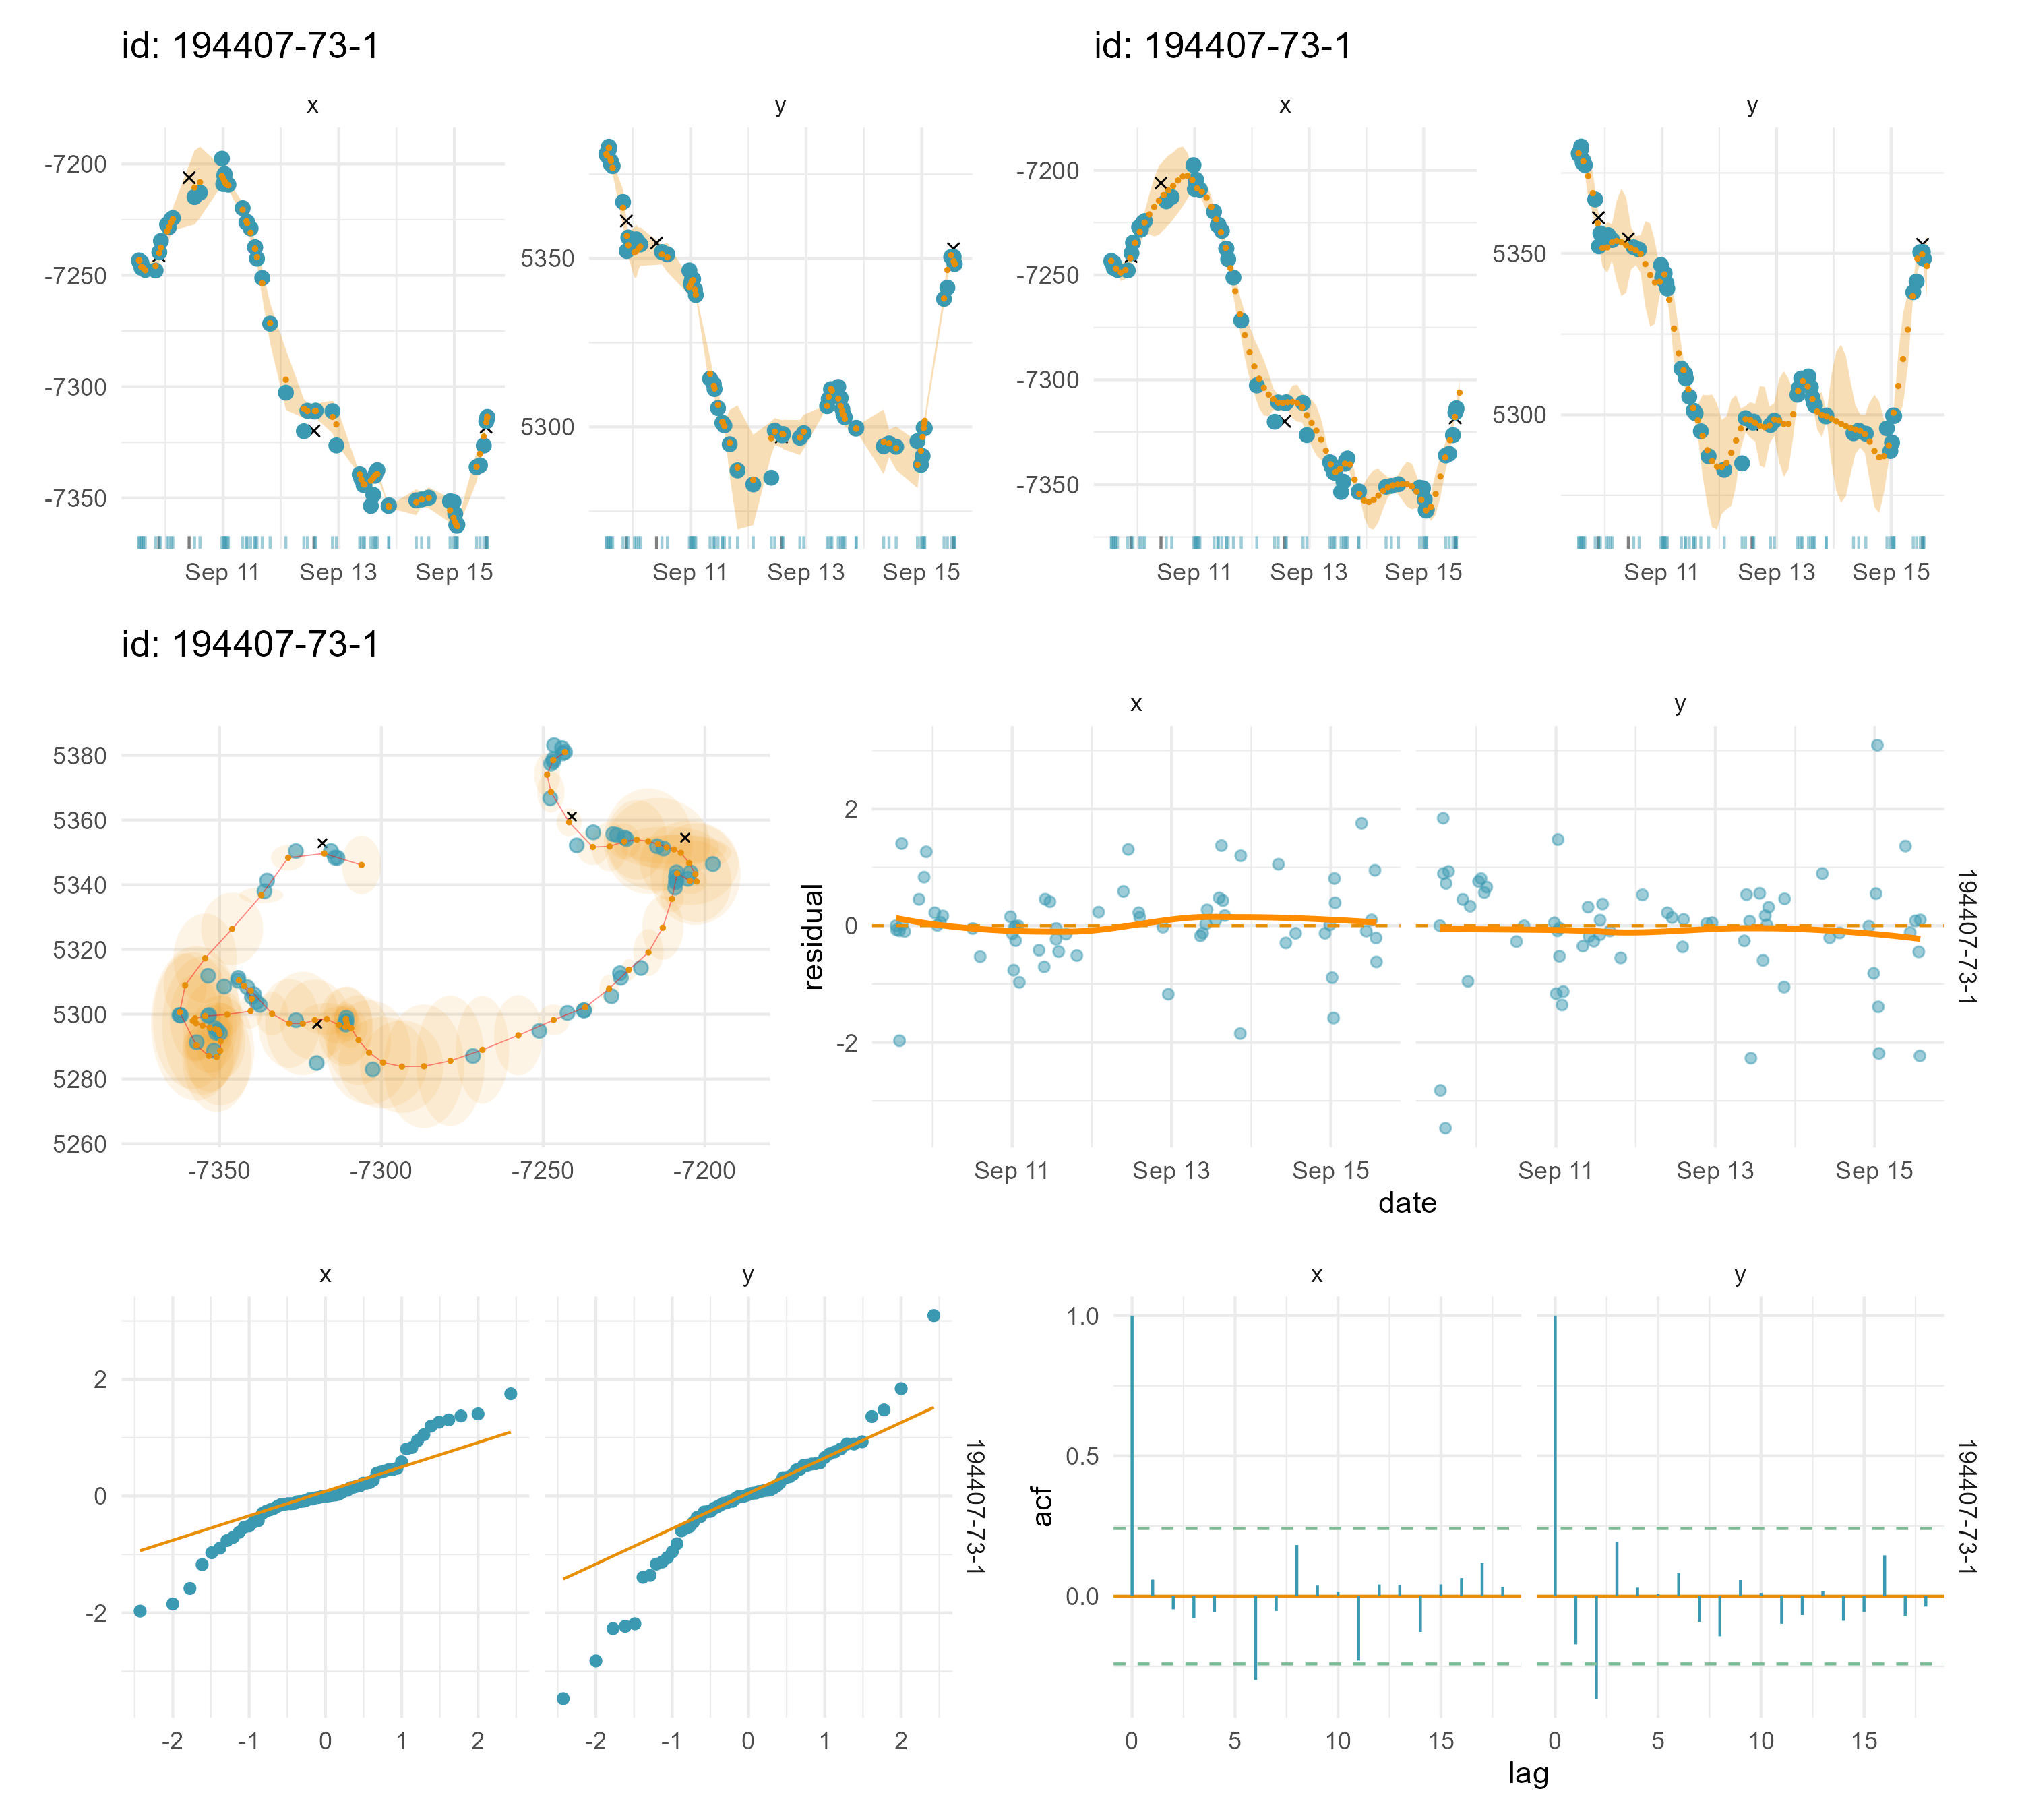 id: 194407-73-1
id: 194407-73-1
x
y
x
y
-7200
-7250
-7300
-7350
5350
5300
-7200
-7250
-7300
-7350
5350
5300
Sep 11
Sep 13
Sep 15
Sep 11
Sep 13
Sep 15
Sep 11
Sep 13
Sep 15
Sep 11
Sep 13
Sep 15
id: 194407-73-1
5380
5360
5340
5320
5300
5280
5260
-7350
-7300
-7250
-7200
x
y
residual
2
0
-2
194407-73-1
Sep 11
Sep 13
Sep 15
Sep 11
Sep 13
Sep 15
date
x
y
2
0
-2
194407-73-1
-2
-1
0
1
2
-2
-1
0
1
2
x
y
acf
1.0
0.5
0.0
194407-73-1
0
5
10
15
0
5
10
15
lag